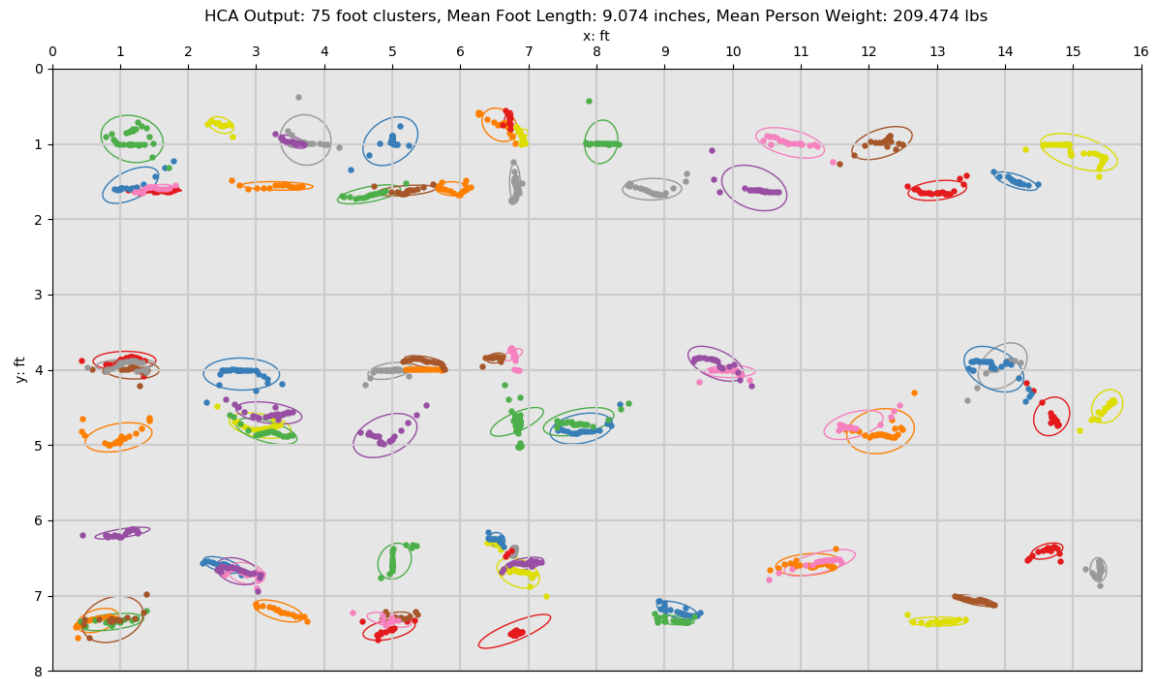 HCA Output: 75 foot clusters, Mean Foot Length: 9.074 inches, Mean Person Weight: 209.474 lbs
x: ft
0 1 2 3 4 5 6 7 8 9 10 11 12 13 14 15 16
0
1
2
3
4
5
6
7
8
y: ft